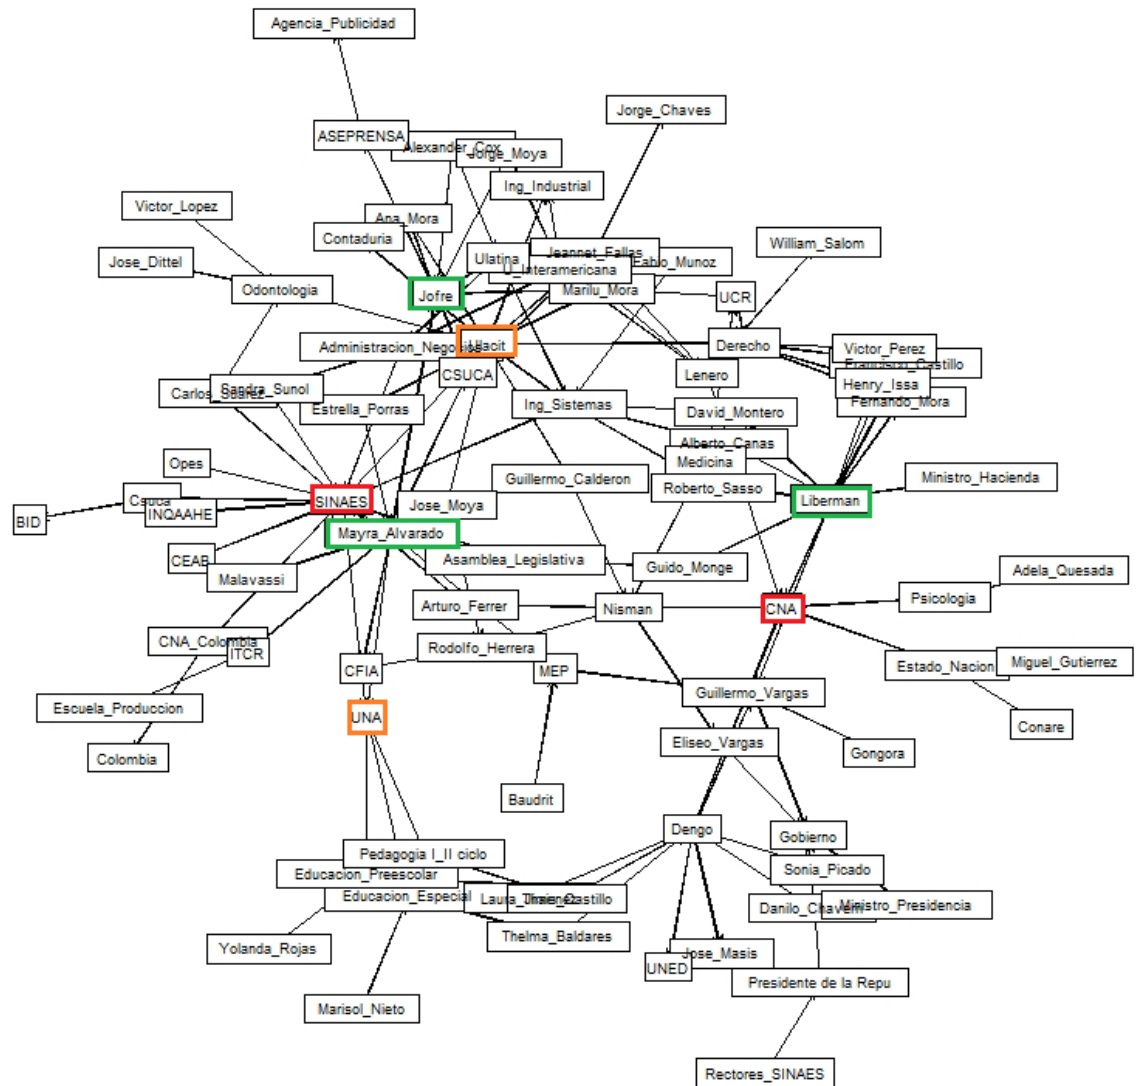 Agencia_Publicidad
Jorge_Chaves
ASEPRENSA
Alexander_Cox
Jorge_Moya
Ing_Industrial
Victor_Lopez
Ana_Mora
Contaduria
William_Salom
Jose_Dittel
Ulatina
Jeannet_Fallas
Fabio_Munoz
U_Interamericana
Odontologia
Jofre
Marilu_Mora
UCR
Administracion_Negocios
Ulacit
Derecho
Victor_Perez
Francisco_Castillo
CSUCA
Lenero
Henry_Issa
Carlos_Suarez
Sandra_Sunol
Fernando_Mora
Estrella_Porras
Ing_Sistemas
David_Montero
Alberto_Canas
Opes
Medicina
Guillermo_Calderon
Roberto_Sasso
Ministro_Hacienda
Csuca
SINAES
Jose_Moya
Liberman
BID
INQAAHE
Mayra_Alvarado
CEAB
Asamblea_Legislativa
Guido_Monge
Malavassi
Adela_Quesada
Arturo_Ferrer
Nisman
CNA
Psicologia
CNA_Colombia
ITCR
Rodolfo_Herrera
CFIA
MEP
Estado_Nacion
Miguel_Gutierrez
Guillermo_Vargas
Escuela_Produccion
UNA
Conare
Eliseo_Vargas
Gongora
Colombia
Baudrit
Dengo
Gobierno
Pedagogia I_II ciclo
Educacion_Preescolar
Sonia_Picado
Educacion_Especial
Danilo_Chaverri
Ministro_Presidencia
Thelma_Baldares
Yolanda_Rojas
Jose_Masis
UNED
Presidente de la Repu
Marisol_Nieto
Rectores_SINAES